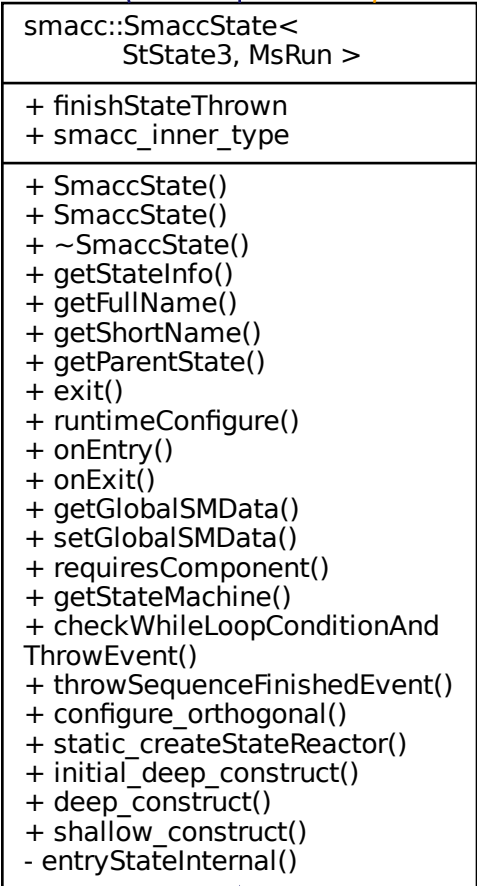 smacc::SmaccState<
StState3, MsRun >
+ finishStateThrown
+ smacc_inner_type
+ SmaccState()
+ SmaccState()
+ ~SmaccState()
+ getStateInfo()
+ getFullName()
+ getShortName()
+ getParentState()
+ exit()
+ runtimeConfigure()
+ onEntry()
+ onExit()
+ getGlobalSMData()
+ setGlobalSMData()
+ requiresComponent()
+ getStateMachine()
+ checkWhileLoopConditionAnd
ThrowEvent()
+ throwSequenceFinishedEvent()
+ configure_orthogonal()
+ static_createStateReactor()
+ initial_deep_construct()
+ deep_construct()
+ shallow_construct()
- entryStateInternal()